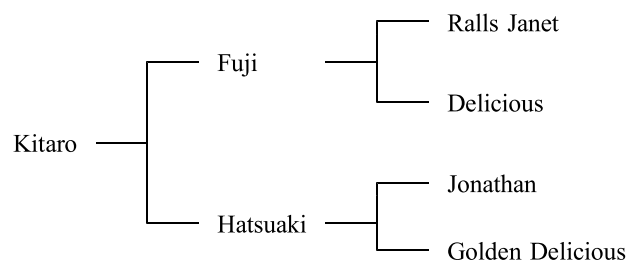 Ralls Janet
Fuji
Delicious
Kitaro
Jonathan
Hatsuaki
Golden Delicious